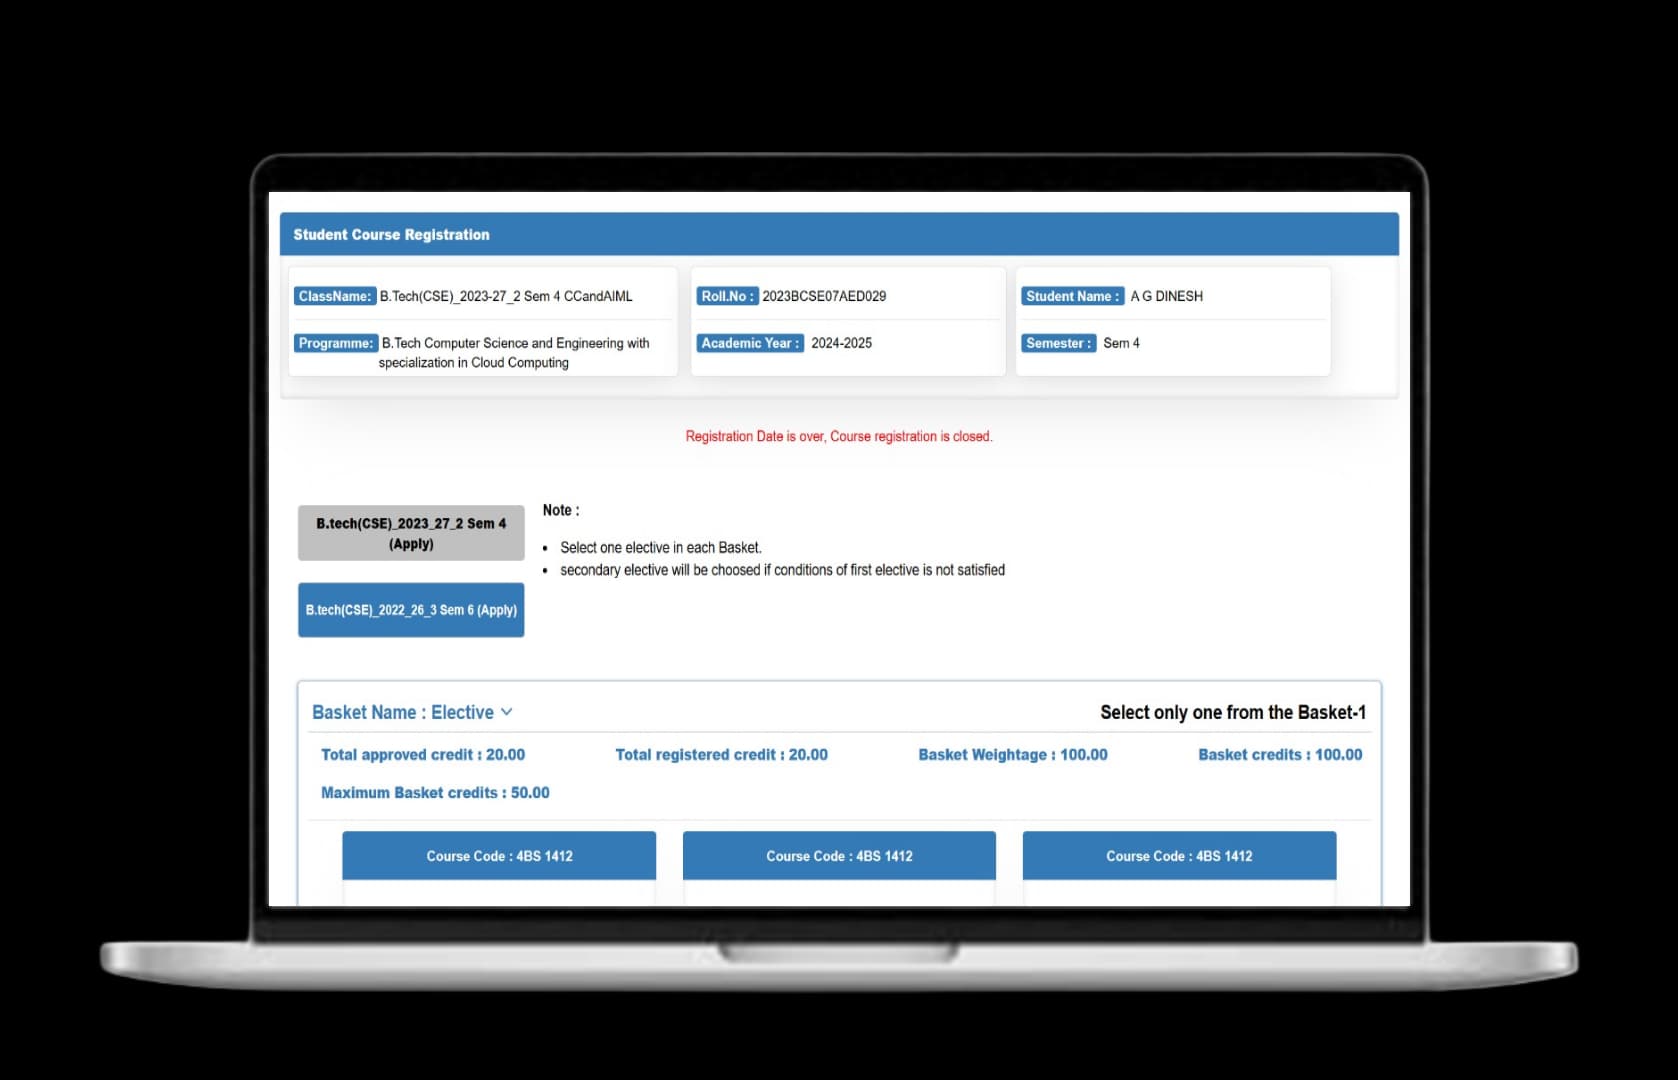 Student Course Registration
ClassName: B.Tech(CSE)_2023-27_2 Sem 4 CCandAIML
Programme: B.Tech Computer Science and Engineering with
specialization in Cloud Computing
Roll.No : 2023BCSE07AED029
Academic Year : 2024-2025
Student Name : A G DINESH
Semester : Sem 4
Registration Date is over, Course registration is closed.
B.tech(CSE)_2023_27_2 Sem 4
(Apply)
B.tech(CSE)_2022_26_3 Sem 6 (Apply)
Note :
• Select one elective in each Basket.
• secondary elective will be choosed if conditions of first elective is not satisfied
Basket Name : Elective
Select only one from the Basket-1
Total approved credit : 20.00
Total registered credit : 20.00
Basket Weightage : 100.00
Basket credits : 100.00
Maximum Basket credits : 50.00
Course Code : 4BS 1412
Course Code : 4BS 1412
Course Code : 4BS 1412